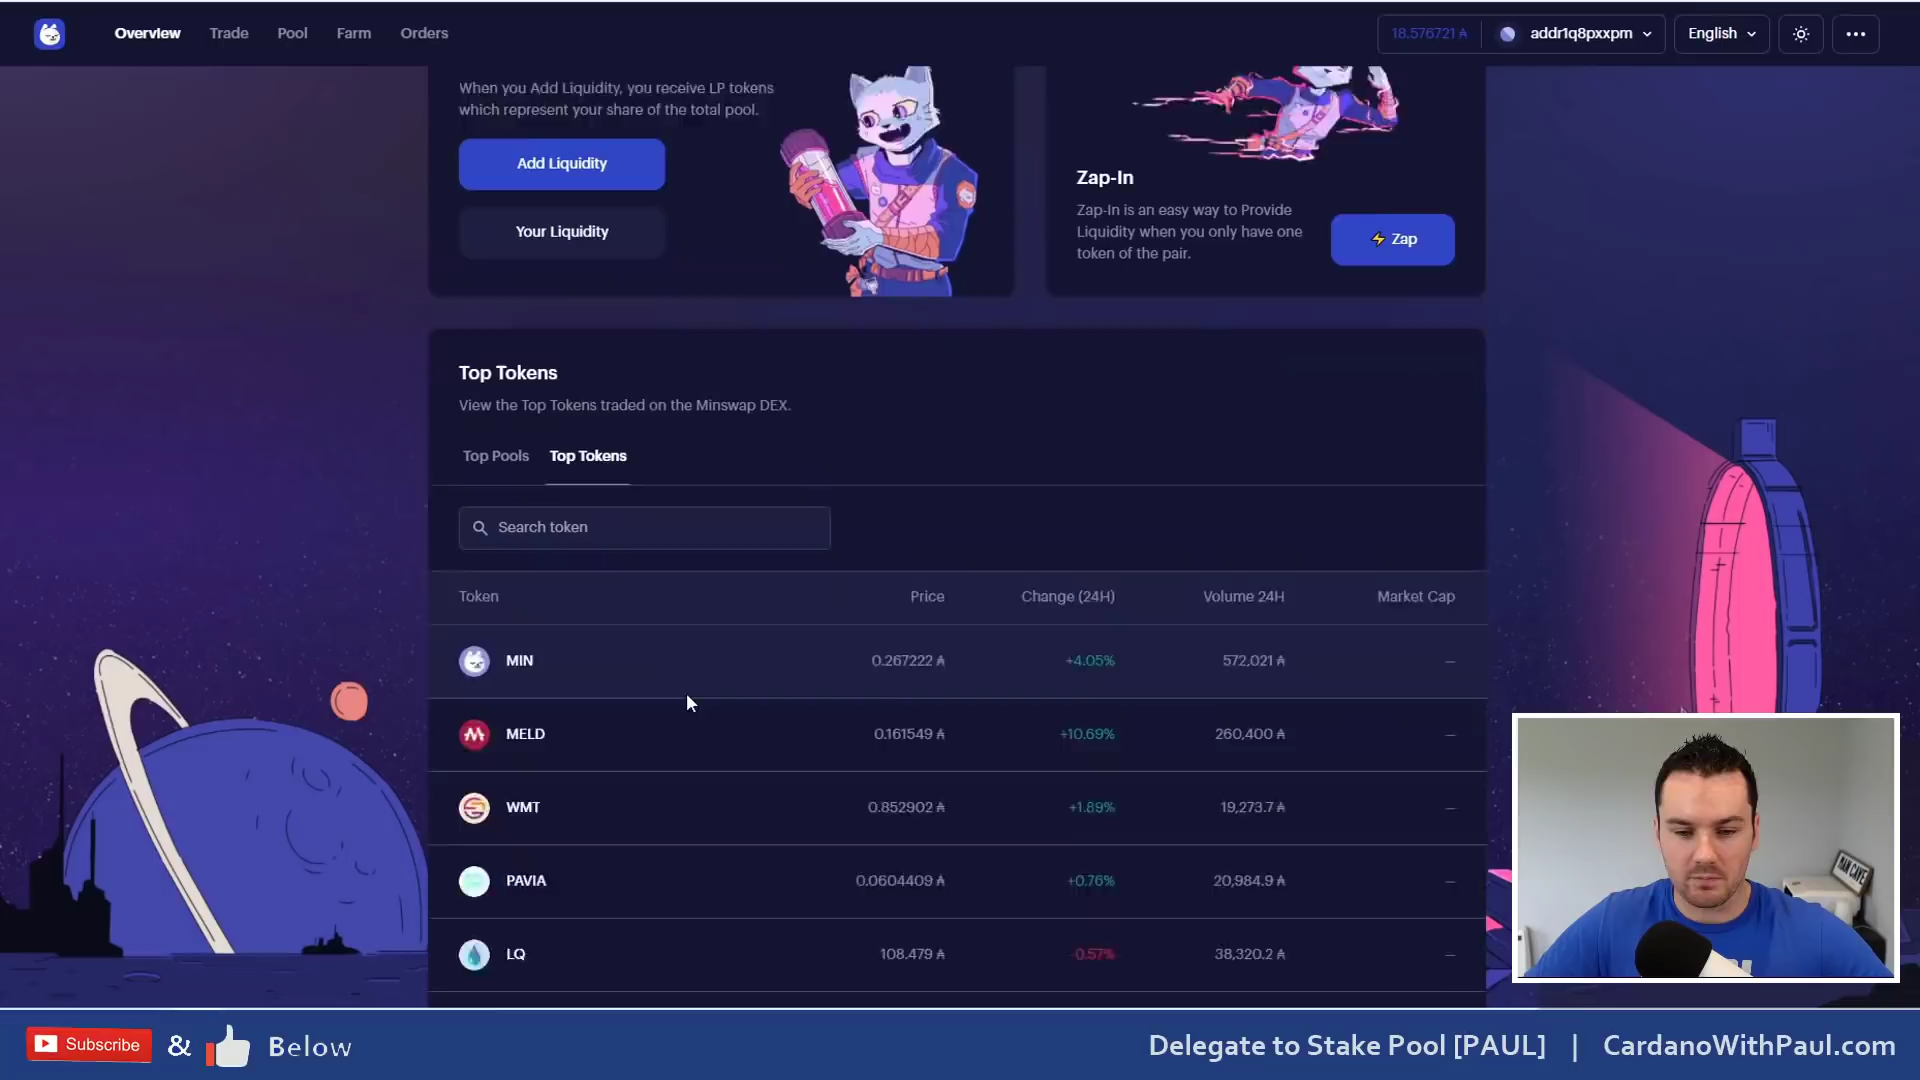 Overview
Trade
Pool
Farm
Orders
18.576721 ₳
addr1q8pxxpm
English
When you Add Liquidity, you receive LP tokens
which represent your share of the total pool.
Add Liquidity
Your Liquidity
Zap-In
Zap-In is an easy way to Provide
Liquidity when you only have one
token of the pair.
Zap
Top Tokens
View the Top Tokens traded on the Minswap DEX.
Top Pools
Top Tokens
Search token
Token Price Change (24H) Volume 24H Market Cap
MIN 0.267222 ₳ +4.05% 572,021 ₳ —
MELD 0.161549 ₳ +10.69% 260,400 ₳ —
WMT 0.852902 ₳ +1.89% 19,273.7 ₳ —
PAVIA 0.0604409 ₳ +0.76% 20,984.9 ₳ —
LQ 108.479 ₳ -0.57% 38,320.2 ₳ —
MAN CAVE
Subscribe & Below
Delegate to Stake Pool [PAUL] | CardanoWithPaul.com